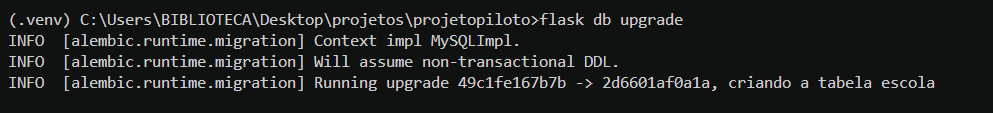 (.venv) C:\Users\BIBLIOTECA\Desktop\projetos\projetopiloto>flask db upgrade
INFO  [alembic.runtime.migration] Context impl MySQLImpl.
INFO  [alembic.runtime.migration] Will assume non-transactional DDL.
INFO  [alembic.runtime.migration] Running upgrade 49c1fe167b7b -> 2d6601af0a1a, criando a tabela escola